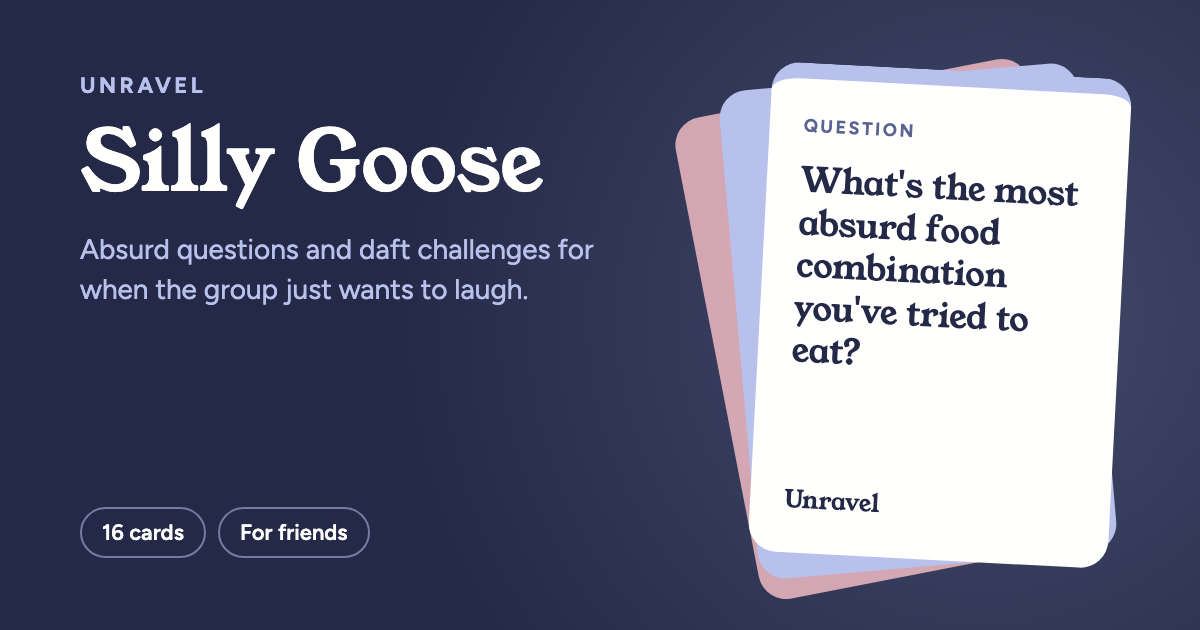 UNRAVEL
Silly Goose
Absurd questions and daft challenges for
when the group just wants to laugh.
16 cards
For friends
QUESTION
What's the most
absurd food
combination
you've tried to
eat?
Unravel